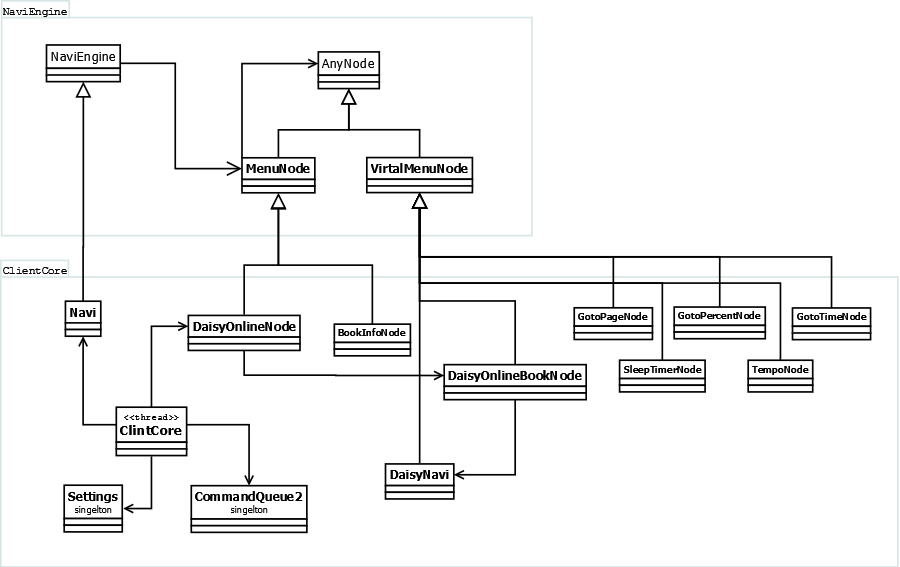 NaviEngine
NaviEngine
AnyNode
MenuNode
VirtalMenuNode
ClientCore
Navi
DaisyOnlineNode
BookInfoNode
GotoPageNode
GotoPercentNode
GotoTimeNode
SleepTimerNode
TempoNode
DaisyOnlineBookNode
<<thread>>
ClintCore
DaisyNavi
Settings
singelton
CommandQueue2
singelton